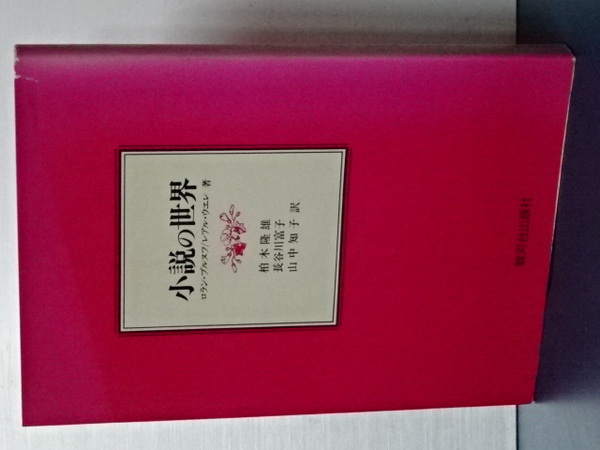 小説の世界
ロラン・ブルヌフ/レアル・ウエレ 著
柏木隆雄
長谷川富子
山中知子 訳
駿河台出版社